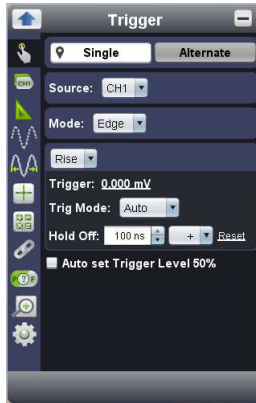 Trigger
Single Alternate
Source: CH1
Mode: Edge
Rise
Trigger: 0.000 mV
Trig Mode: Auto
Hold Off: 100 ns + Reset
Auto set Trigger Level 50%
CH1